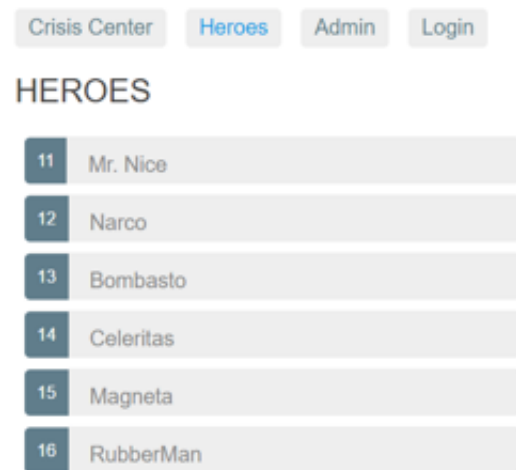 Crisis Center Heroes Admin Login
HEROES
11 Mr. Nice
12 Narco
13 Bombasto
14 Celeritas
15 Magneta
16 RubberMan